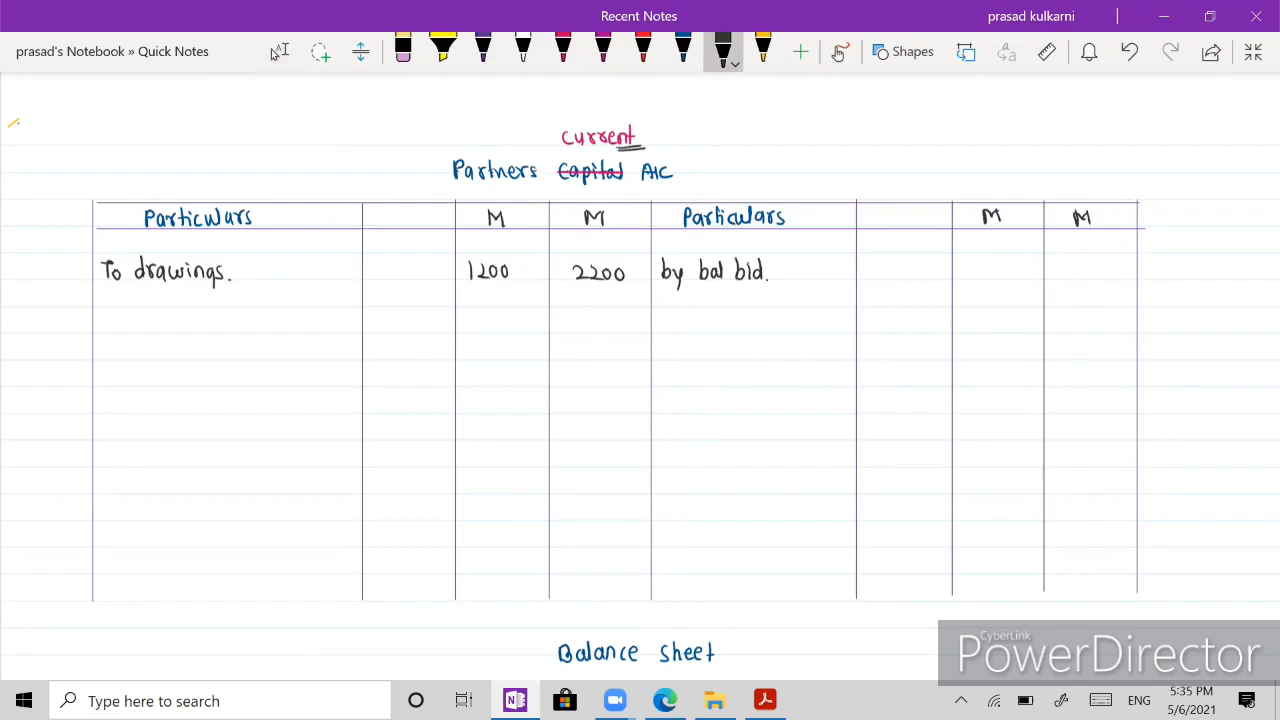 Recent Notes
prasad kulkarni
prasad's Notebook » Quick Notes
Shapes
Current
Partners Capital A/C
Particulars M M Particulars M M
To drawings. 1200 2200 by bal b/d.
Balance sheet
CyberLink
PowerDirector
Type here to search
ENG
5:35 PM
5/6/2021